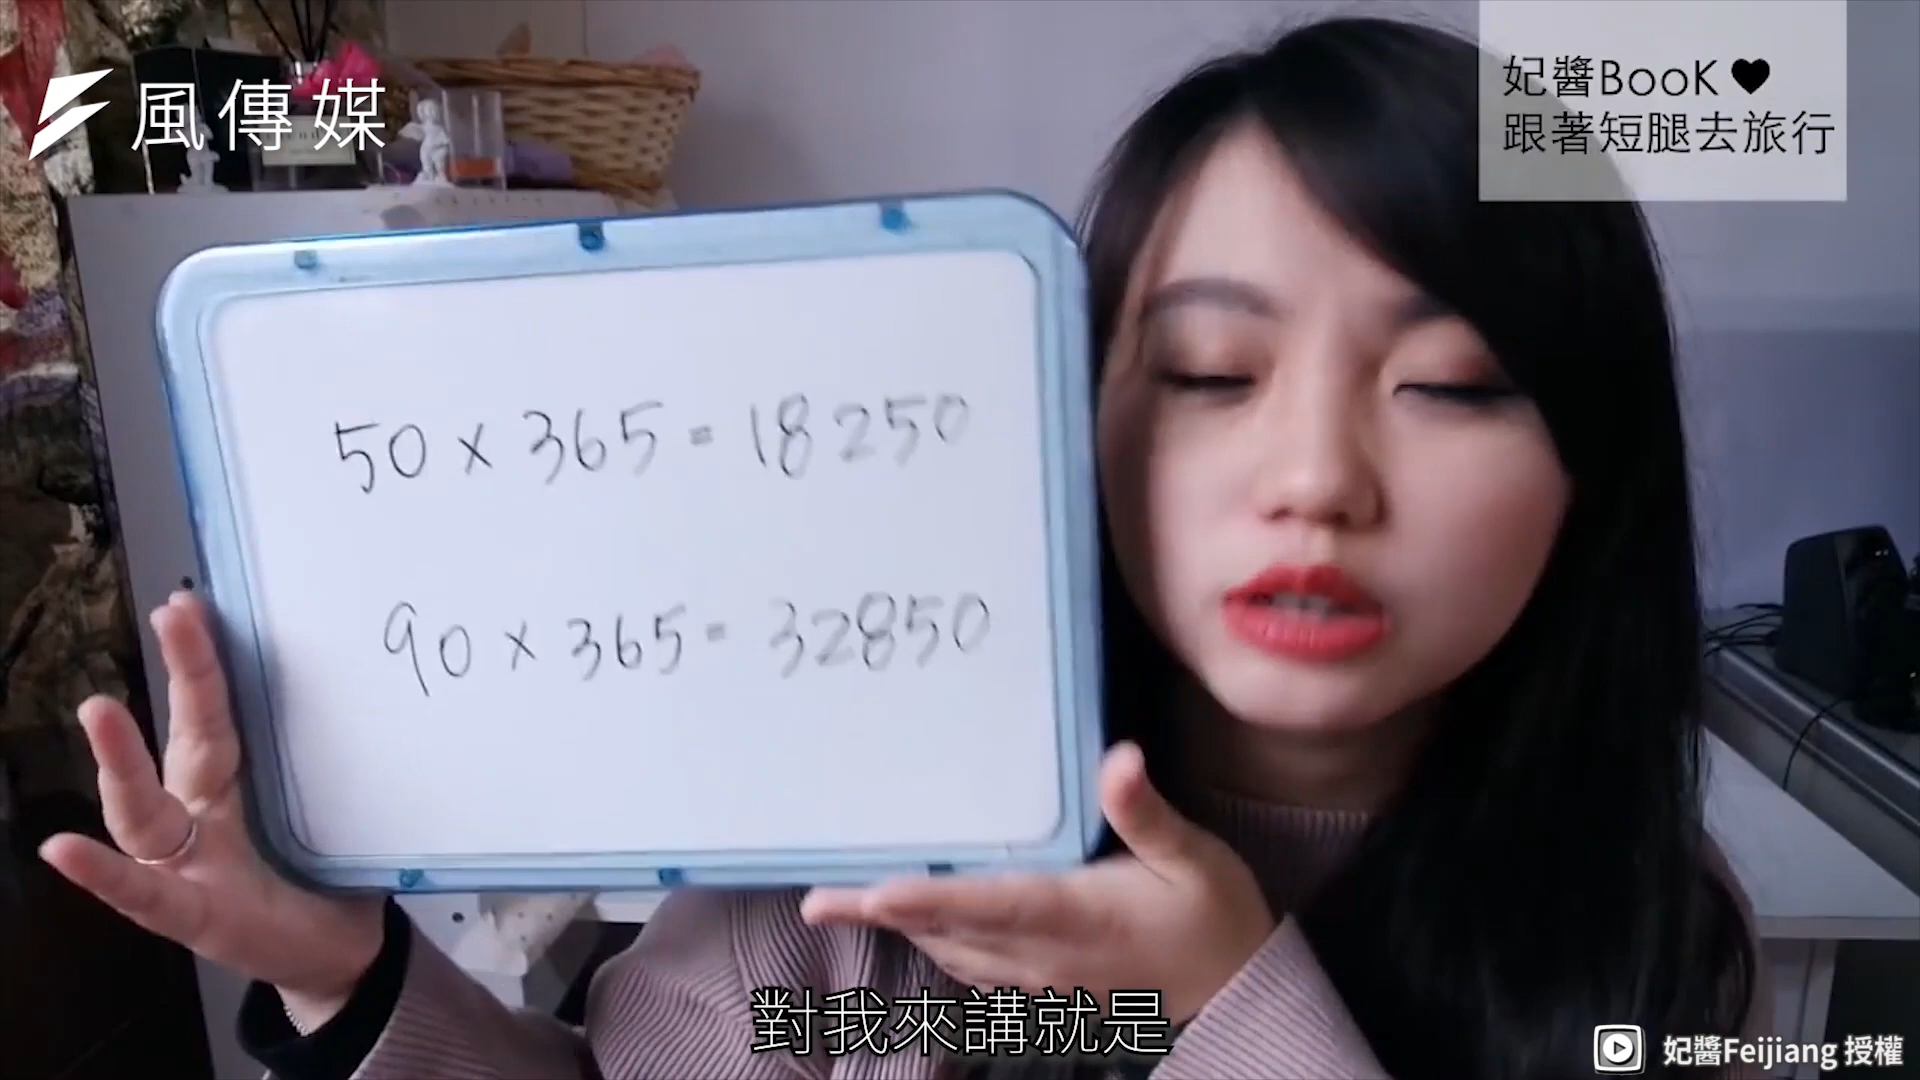 風傳媒
妃醬BooK♥
跟著短腿去旅行
50 x 365 = 18250
90 x 365 = 32850
對我來講就是
妃醬Feijiang 授權